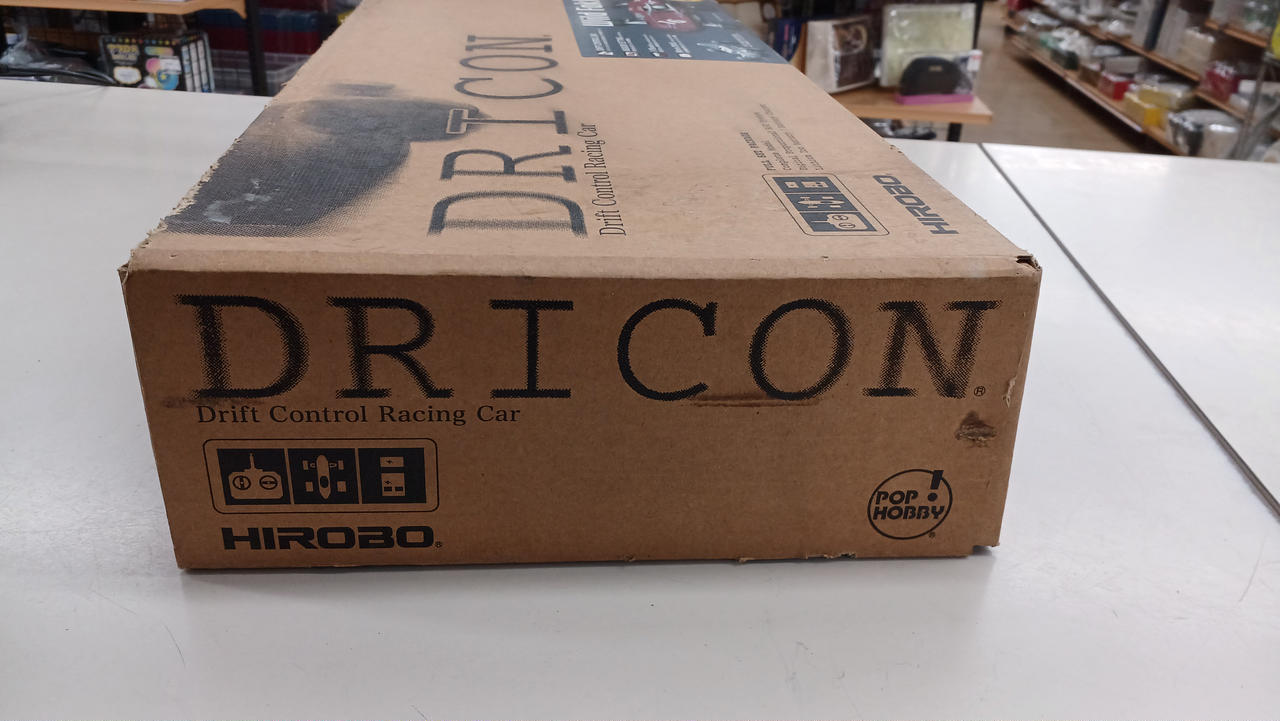 DRICON
Drift Control Racing Car
HIROBO
DRICON®
Drift Control Racing Car
HIROBO®
POP !
HOBBY®